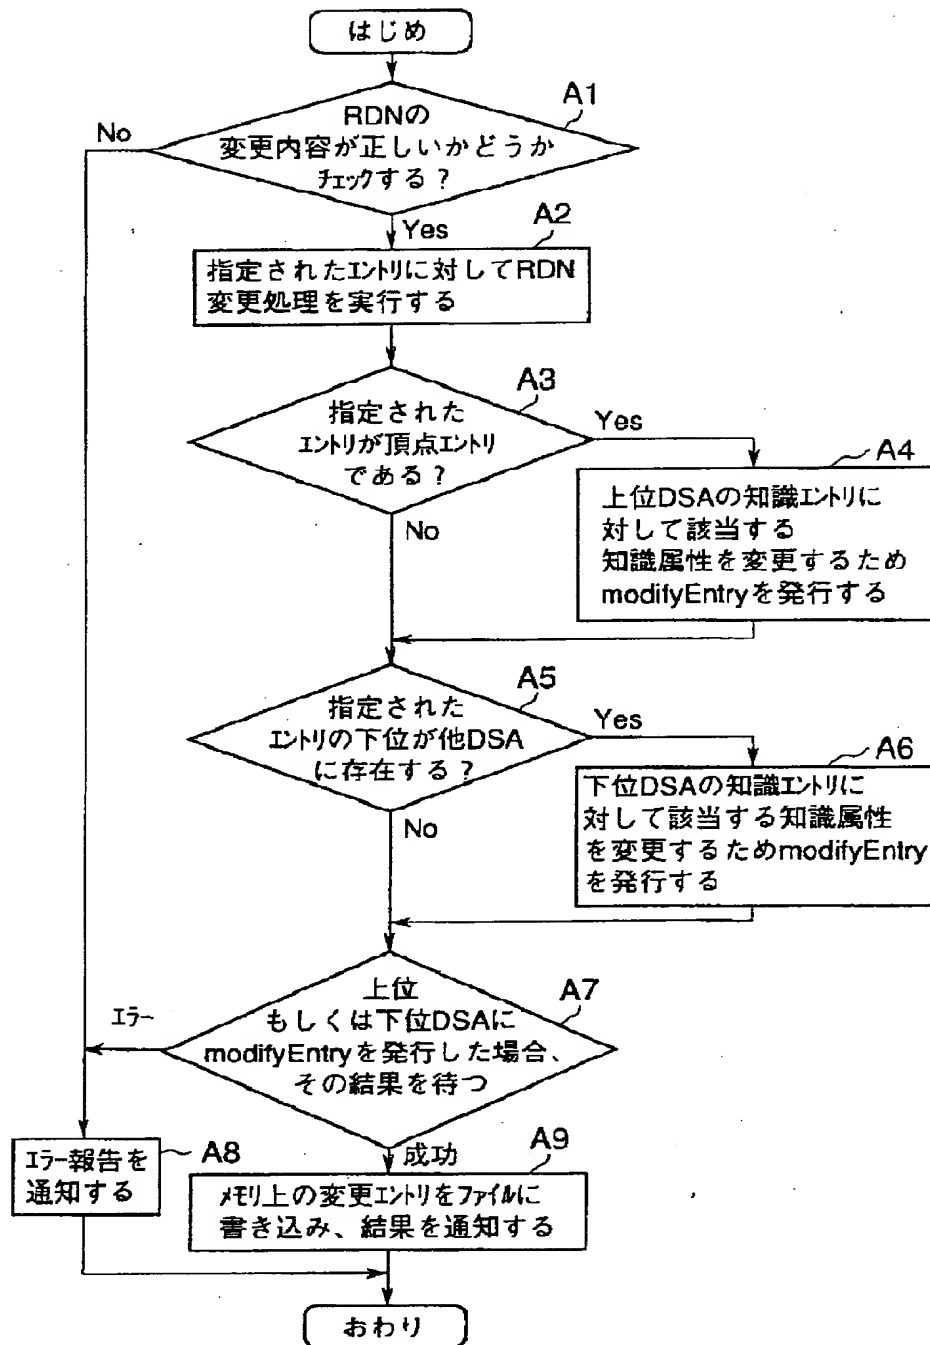 はじめ
A1
RDNの
変更内容が正しいかどうか
チェックする?
No
Yes
A2
指定されたエントリに対してRDN
変更処理を実行する
A3
指定された
エントリが頂点エントリ
である?
Yes
No
A4
上位DSAの知識エントリに
対して該当する
知識属性を変更するため
modifyEntryを発行する
A5
指定された
エントリの下位が他DSA
に存在する?
Yes
No
A6
下位DSAの知識エントリに
対して該当する知識属性
を変更するためmodifyEntry
を発行する
A7
上位
もしくは下位DSAに
modifyEntryを発行した場合、
その結果を待つ
エラー
成功
A8
エラー報告を
通知する
A9
メモリ上の変更エントリをファイルに
書き込み、結果を通知する
おわり